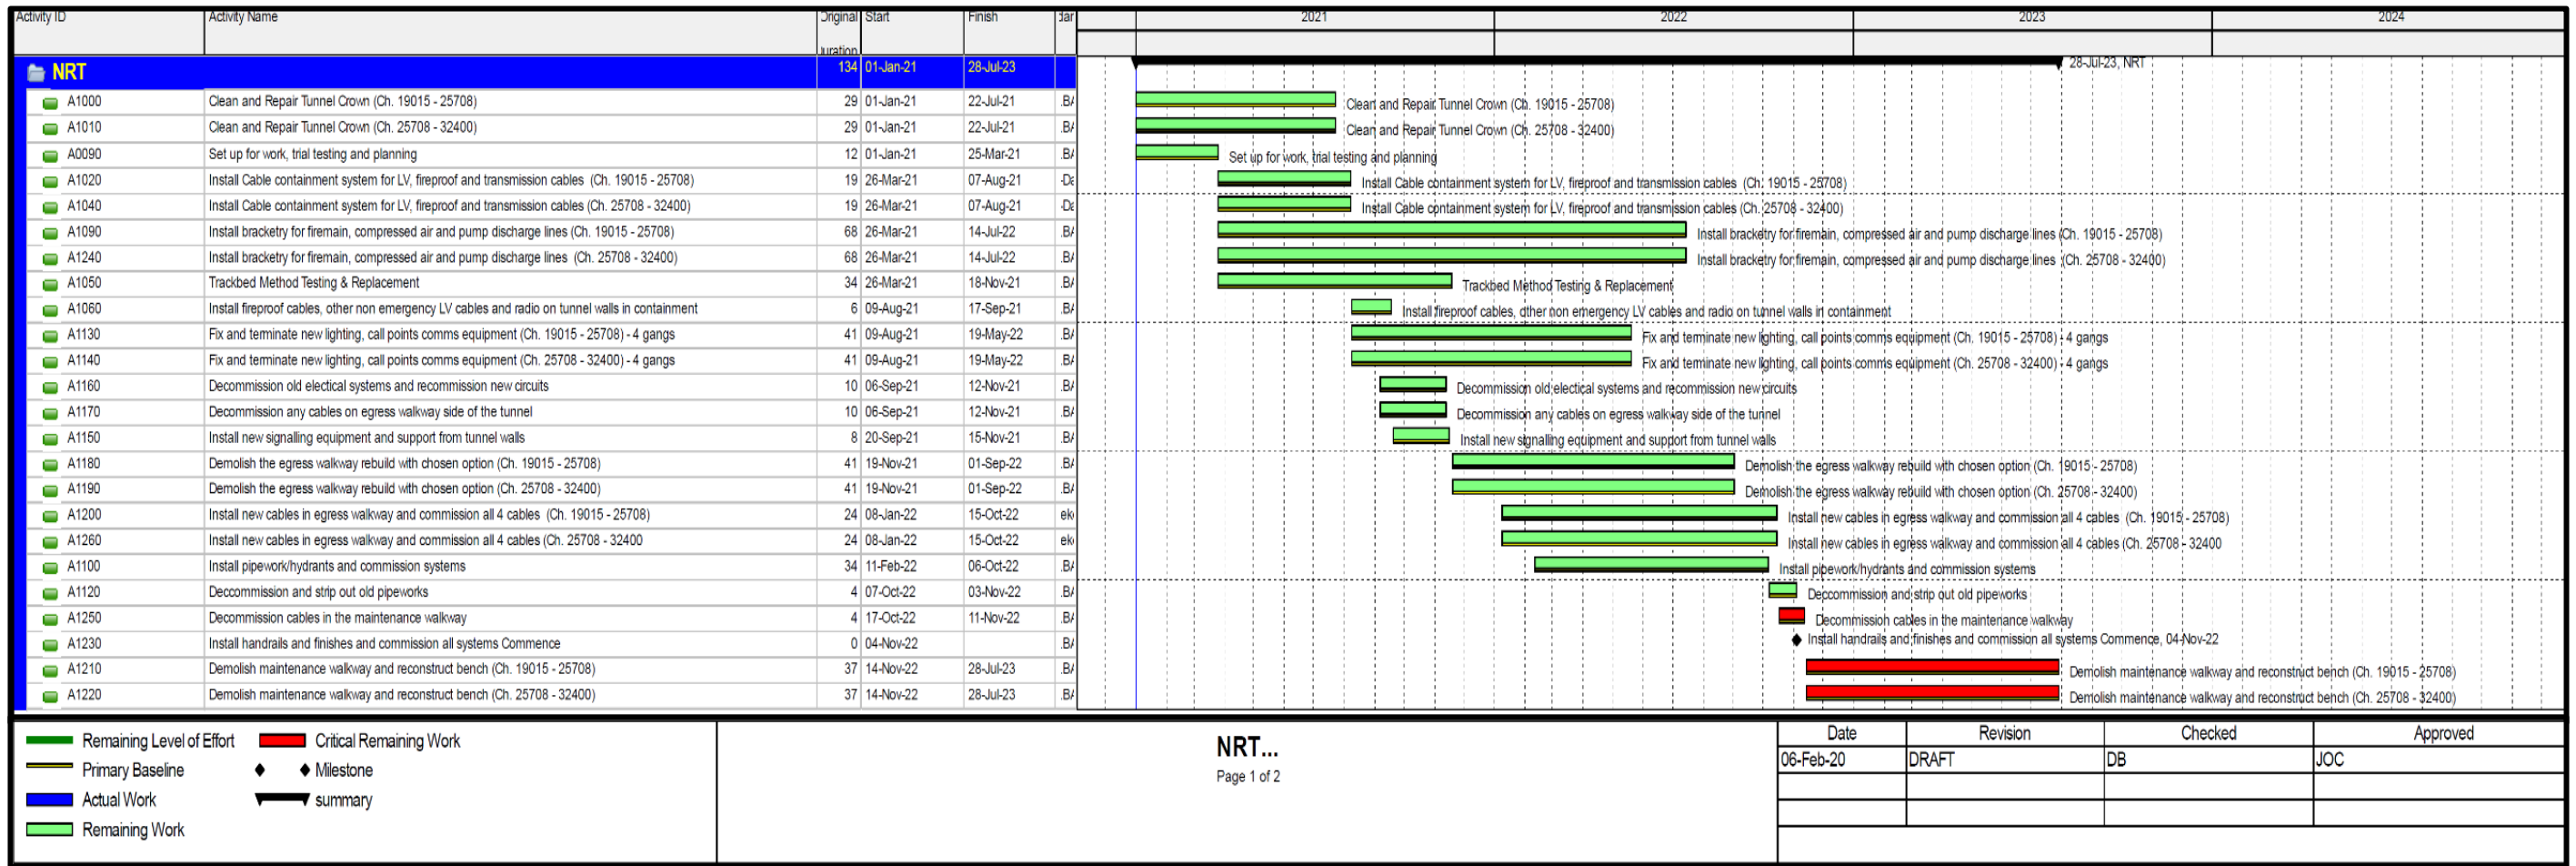 Activity ID Activity Name Original Duration Start Finish 2021 2022 2023 2024
NRT 134 01-Jan-21 28-Jul-23 28-Jul-23, NRT
A1000 Clean and Repair Tunnel Crown (Ch. 19015 - 25708) 29 01-Jan-21 22-Jul-21 .BA Clean and Repair Tunnel Crown (Ch. 19015 - 25708)
A1010 Clean and Repair Tunnel Crown (Ch. 25708 - 32400) 29 01-Jan-21 22-Jul-21 .BA Clean and Repair Tunnel Crown (Ch. 25708 - 32400)
A0090 Set up for work, trial testing and planning 12 01-Jan-21 25-Mar-21 .BA Set up for work, trial testing and planning
A1020 Install Cable containment system for LV, fireproof and transmission cables (Ch. 19015 - 25708) 19 26-Mar-21 07-Aug-21 -Da Install Cable containment system for LV, fireproof and transmission cables (Ch. 19015 - 25708)
A1040 Install Cable containment system for LV, fireproof and transmission cables (Ch. 25708 - 32400) 19 26-Mar-21 07-Aug-21 -Da Install Cable containment system for LV, fireproof and transmission cables (Ch. 25708 - 32400)
A1090 Install bracketry for firemain, compressed air and pump discharge lines (Ch. 19015 - 25708) 68 26-Mar-21 14-Jul-22 .BA Install bracketry for firemain, compressed air and pump discharge lines (Ch. 19015 - 25708)
A1240 Install bracketry for firemain, compressed air and pump discharge lines (Ch. 25708 - 32400) 68 26-Mar-21 14-Jul-22 .BA Install bracketry for firemain, compressed air and pump discharge lines (Ch. 25708 - 32400)
A1050 Trackbed Method Testing & Replacement 34 26-Mar-21 18-Nov-21 .BA Trackbed Method Testing & Replacement
A1060 Install fireproof cables, other non emergency LV cables and radio on tunnel walls in containment 6 09-Aug-21 17-Sep-21 .BA Install fireproof cables, other non emergency LV cables and radio on tunnel walls in containment
A1130 Fix and terminate new lighting, call points comms equipment (Ch. 19015 - 25708) - 4 gangs 41 09-Aug-21 19-May-22 .BA Fix and terminate new lighting, call points comms equipment (Ch. 19015 - 25708) - 4 gangs
A1140 Fix and terminate new lighting, call points comms equipment (Ch. 25708 - 32400) - 4 gangs 41 09-Aug-21 19-May-22 .BA Fix and terminate new lighting, call points comms equipment (Ch. 25708 - 32400) - 4 gangs
A1160 Decommission old electical systems and recommission new circuits 10 06-Sep-21 12-Nov-21 .BA Decommission old electical systems and recommission new circuits
A1170 Decommission any cables on egress walkway side of the tunnel 10 06-Sep-21 12-Nov-21 .BA Decommission any cables on egress walkway side of the tunnel
A1150 Install new signalling equipment and support from tunnel walls 8 20-Sep-21 15-Nov-21 .BA Install new signalling equipment and support from tunnel walls
A1180 Demolish the egress walkway rebuild with chosen option (Ch. 19015 - 25708) 41 19-Nov-21 01-Sep-22 .BA Demolish the egress walkway rebuild with chosen option (Ch. 19015 - 25708)
A1190 Demolish the egress walkway rebuild with chosen option (Ch. 25708 - 32400) 41 19-Nov-21 01-Sep-22 .BA Demolish the egress walkway rebuild with chosen option (Ch. 25708 - 32400)
A1200 Install new cables in egress walkway and commission all 4 cables (Ch. 19015 - 25708) 24 08-Jan-22 15-Oct-22 ek Install new cables in egress walkway and commission all 4 cables (Ch. 19015 - 25708)
A1260 Install new cables in egress walkway and commission all 4 cables (Ch. 25708 - 32400 24 08-Jan-22 15-Oct-22 ek Install new cables in egress walkway and commission all 4 cables (Ch. 25708 - 32400
A1100 Install pipework/hydrants and commission systems 34 11-Feb-22 06-Oct-22 .BA Install pipework/hydrants and commission systems
A1120 Deccommission and strip out old pipeworks 4 07-Oct-22 03-Nov-22 .BA Deccommission and strip out old pipeworks
A1250 Decommission cables in the maintenance walkway 4 17-Oct-22 11-Nov-22 .BA Decommission cables in the maintenance walkway
A1230 Install handrails and finishes and commission all systems Commence 0 04-Nov-22 .BA Install handrails and finishes and commission all systems Commence, 04-Nov-22
A1210 Demolish maintenance walkway and reconstruct bench (Ch. 19015 - 25708) 37 14-Nov-22 28-Jul-23 .BA Demolish maintenance walkway and reconstruct bench (Ch. 19015 - 25708)
A1220 Demolish maintenance walkway and reconstruct bench (Ch. 25708 - 32400) 37 14-Nov-22 28-Jul-23 .BA Demolish maintenance walkway and reconstruct bench (Ch. 25708 - 32400)
Remaining Level of Effort Critical Remaining Work
Primary Baseline Milestone
Actual Work summary
Remaining Work
NRT...
Page 1 of 2
Date Revision Checked Approved
06-Feb-20 DRAFT DB JOC